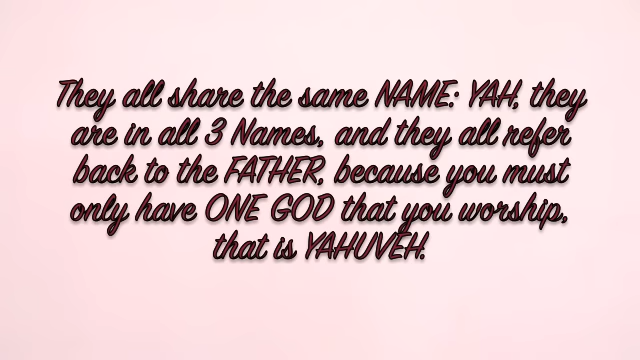 They all share the same NAME: YAH, they
are in all 3 Names, and they all refer
back to the FATHER, because you must
only have ONE GOD that you worship,
that is YAHUVEH.